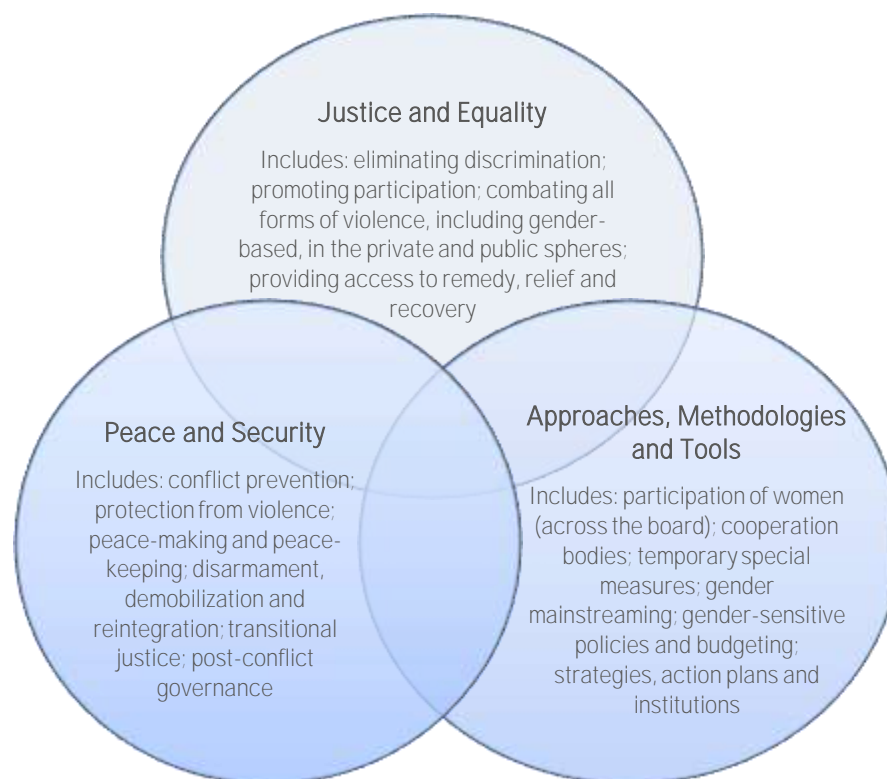 Justice and Equality
Includes: eliminating discrimination;
promoting participation; combating all
forms of violence, including gender-
based, in the private and public spheres;
providing access to remedy, relief and
recovery
Peace and Security
Includes: conflict prevention;
protection from violence;
peace-making and peace-
keeping; disarmament,
demobilization and
reintegration; transitional
justice; post-conflict
governance
Approaches, Methodologies
and Tools
Includes: participation of women
(across the board); cooperation
bodies; temporary special
measures; gender
mainstreaming; gender-sensitive
policies and budgeting;
strategies, action plans and
institutions